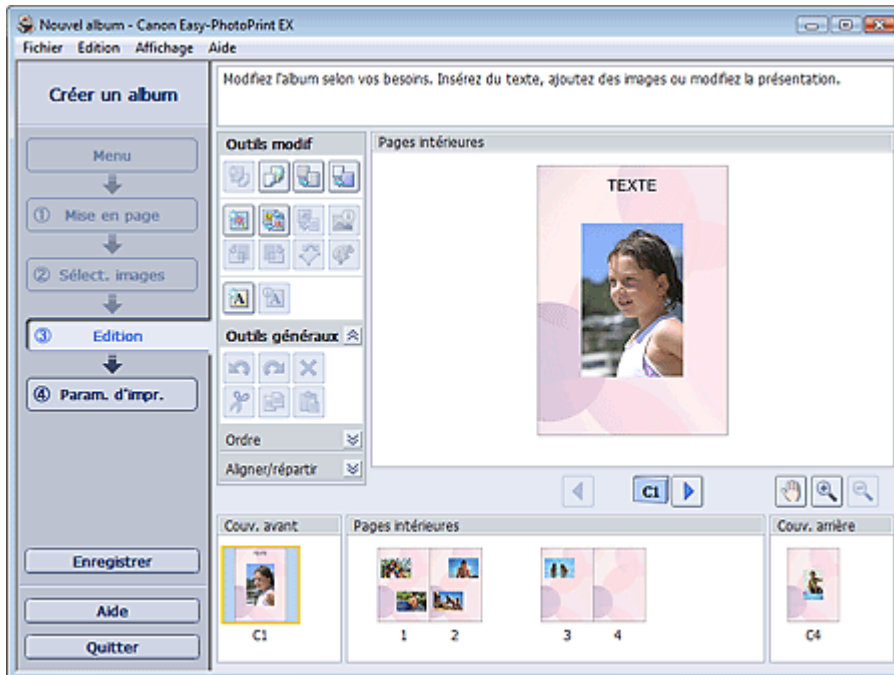 Nouvel album - Canon Easy-PhotoPrint EX
Fichier Edition Affichage Aide
Créer un album
Modifiez l'album selon vos besoins. Insérez du texte, ajoutez des images ou modifiez la présentation.
Menu
① Mise en page
② Sélect. images
③ Edition
④ Param. d'impr.
Enregistrer
Aide
Quitter
Outils modif
A A
Outils généraux
Ordre
Aligner/répartir
Pages intérieures
TEXTE
C1
Couv. avant
TEXTE
C1
Pages intérieures
1 2 3 4
Couv. arrière
C4